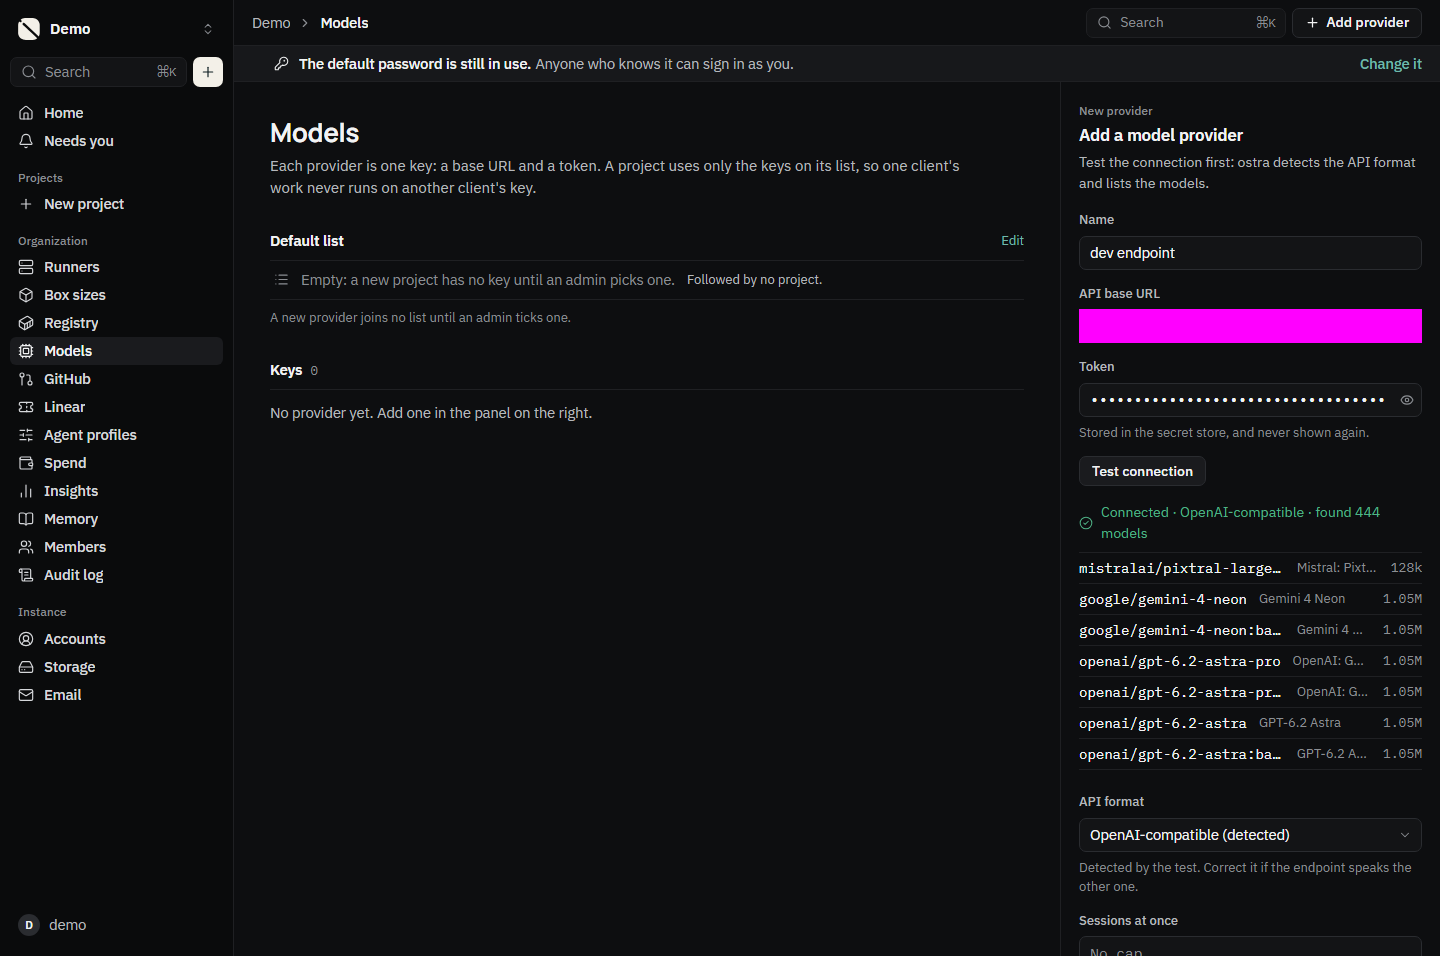 Demo
Search ⌘K
Home
Needs you
Projects
New project
Organization
Runners
Box sizes
Registry
Models
GitHub
Linear
Agent profiles
Spend
Insights
Memory
Members
Audit log
Instance
Accounts
Storage
Email
D demo
Demo > Models
Search ⌘K
+ Add provider
The default password is still in use. Anyone who knows it can sign in as you.
Change it
Models
Each provider is one key: a base URL and a token. A project uses only the keys on its list, so one client's
work never runs on another client's key.
Default list
Edit
Empty: a new project has no key until an admin picks one. Followed by no project.
A new provider joins no list until an admin ticks one.
Keys 0
No provider yet. Add one in the panel on the right.
New provider
Add a model provider
Test the connection first: ostra detects the API format
and lists the models.
Name
dev endpoint
API base URL
Token
••••••••••••••••••••••••••••••••••
Stored in the secret store, and never shown again.
Test connection
Connected · OpenAI-compatible · found 444
models
mistralai/pixtral-large… Mistral: Pixt… 128k
google/gemini-4-neon Gemini 4 Neon 1.05M
google/gemini-4-neon:ba… Gemini 4 … 1.05M
openai/gpt-6.2-astra-pro OpenAI: G… 1.05M
openai/gpt-6.2-astra-pr… OpenAI: G… 1.05M
openai/gpt-6.2-astra GPT-6.2 Astra 1.05M
openai/gpt-6.2-astra:ba… GPT-6.2 A… 1.05M
API format
OpenAI-compatible (detected)
Detected by the test. Correct it if the endpoint speaks the
other one.
Sessions at once
No cap